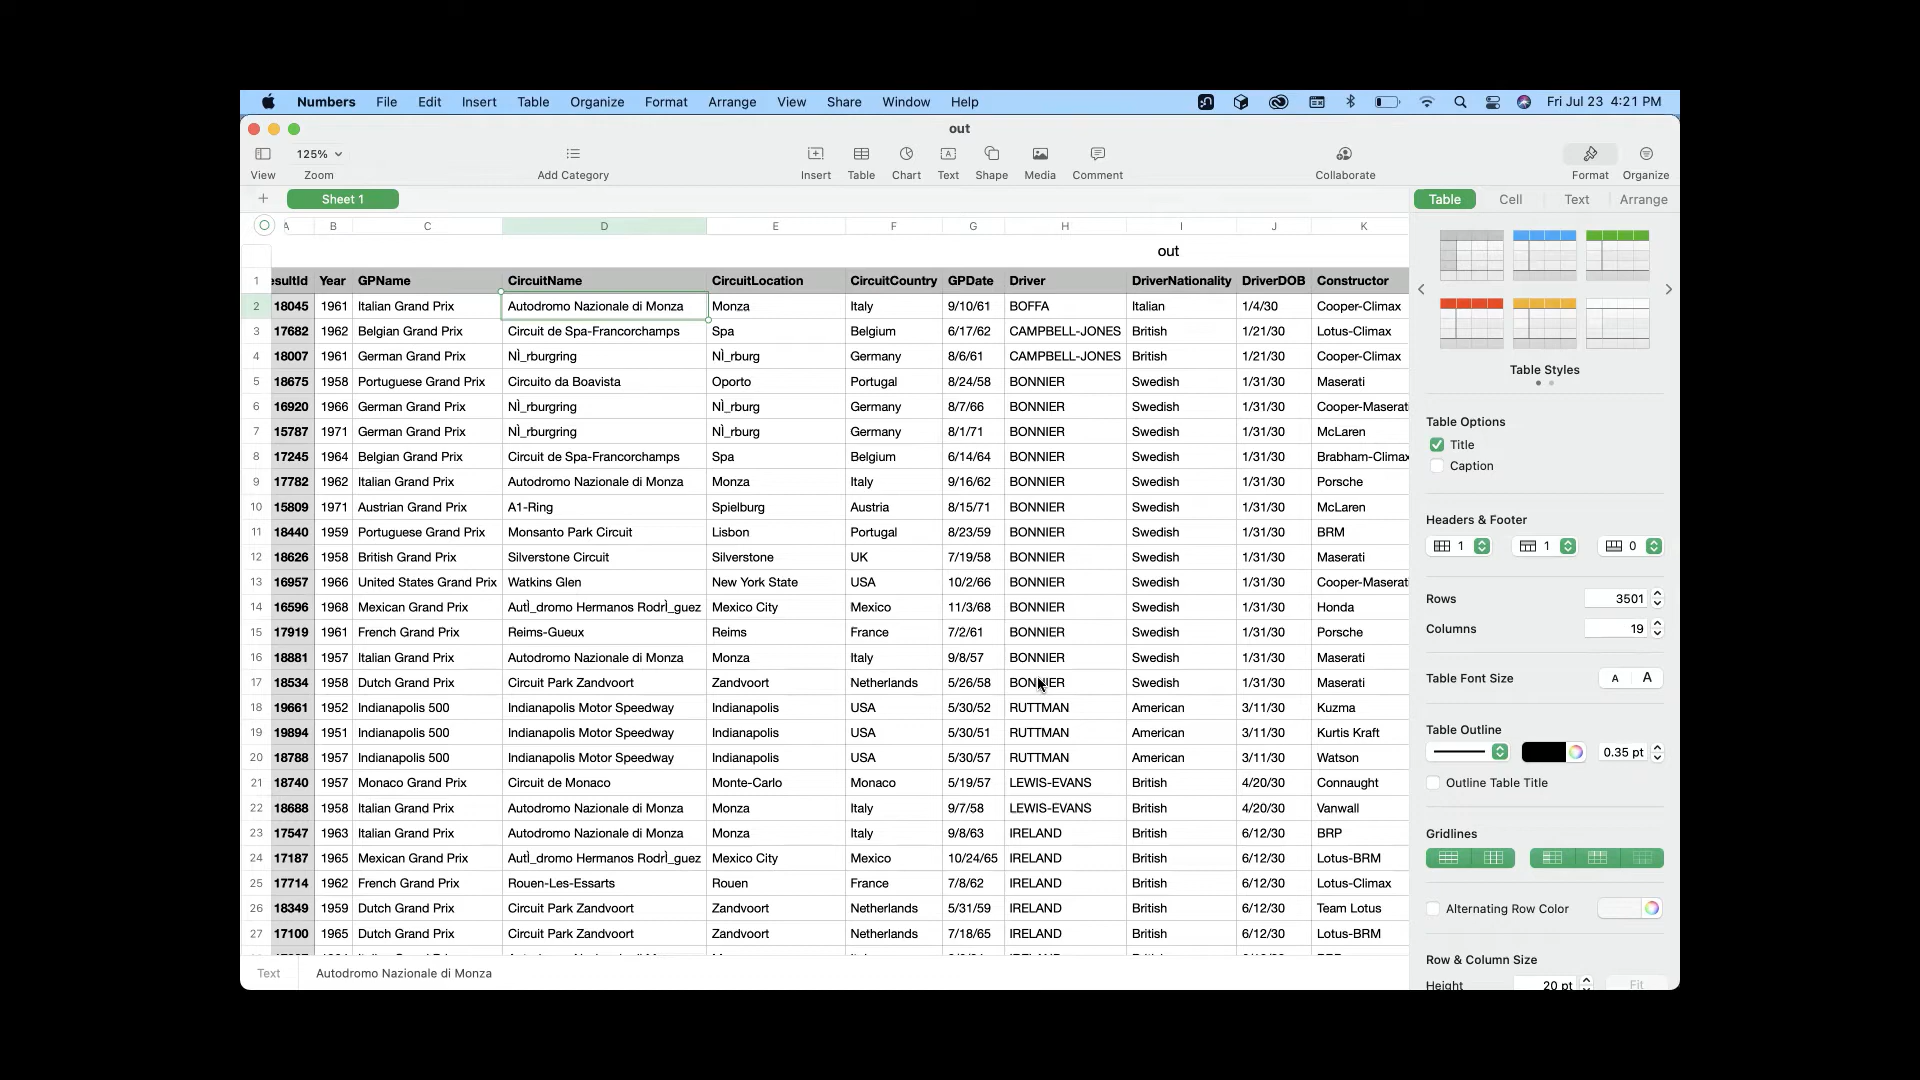 Numbers File Edit Insert Table Organize Format Arrange View Share Window Help Fri Jul 23 4:21 PM
out
125%
View Zoom Add Category Insert Table Chart Text Shape Media Comment Collaborate Format Organize
Sheet 1 Table Cell Text Arrange
A B C D E F G H I J K
out
1 esultId Year GPName CircuitName CircuitLocation CircuitCountry GPDate Driver DriverNationality DriverDOB Constructor
2 18045 1961 Italian Grand Prix Autodromo Nazionale di Monza Monza Italy 9/10/61 BOFFA Italian 1/4/30 Cooper-Climax
3 17682 1962 Belgian Grand Prix Circuit de Spa-Francorchamps Spa Belgium 6/17/62 CAMPBELL-JONES British 1/21/30 Lotus-Climax
4 18007 1961 German Grand Prix NÌ_rburgring NÌ_rburg Germany 8/6/61 CAMPBELL-JONES British 1/21/30 Cooper-Climax
5 18675 1958 Portuguese Grand Prix Circuito da Boavista Oporto Portugal 8/24/58 BONNIER Swedish 1/31/30 Maserati
6 16920 1966 German Grand Prix NÌ_rburgring NÌ_rburg Germany 8/7/66 BONNIER Swedish 1/31/30 Cooper-Maserat
7 15787 1971 German Grand Prix NÌ_rburgring NÌ_rburg Germany 8/1/71 BONNIER Swedish 1/31/30 McLaren
8 17245 1964 Belgian Grand Prix Circuit de Spa-Francorchamps Spa Belgium 6/14/64 BONNIER Swedish 1/31/30 Brabham-Climax
9 17782 1962 Italian Grand Prix Autodromo Nazionale di Monza Monza Italy 9/16/62 BONNIER Swedish 1/31/30 Porsche
10 15809 1971 Austrian Grand Prix A1-Ring Spielburg Austria 8/15/71 BONNIER Swedish 1/31/30 McLaren
11 18440 1959 Portuguese Grand Prix Monsanto Park Circuit Lisbon Portugal 8/23/59 BONNIER Swedish 1/31/30 BRM
12 18626 1958 British Grand Prix Silverstone Circuit Silverstone UK 7/19/58 BONNIER Swedish 1/31/30 Maserati
13 16957 1966 United States Grand Prix Watkins Glen New York State USA 10/2/66 BONNIER Swedish 1/31/30 Cooper-Maserat
14 16596 1968 Mexican Grand Prix AutÌ_dromo Hermanos RodrÌ_guez Mexico City Mexico 11/3/68 BONNIER Swedish 1/31/30 Honda
15 17919 1961 French Grand Prix Reims-Gueux Reims France 7/2/61 BONNIER Swedish 1/31/30 Porsche
16 18881 1957 Italian Grand Prix Autodromo Nazionale di Monza Monza Italy 9/8/57 BONNIER Swedish 1/31/30 Maserati
17 18534 1958 Dutch Grand Prix Circuit Park Zandvoort Zandvoort Netherlands 5/26/58 BONNIER Swedish 1/31/30 Maserati
18 19661 1952 Indianapolis 500 Indianapolis Motor Speedway Indianapolis USA 5/30/52 RUTTMAN American 3/11/30 Kuzma
19 19894 1951 Indianapolis 500 Indianapolis Motor Speedway Indianapolis USA 5/30/51 RUTTMAN American 3/11/30 Kurtis Kraft
20 18788 1957 Indianapolis 500 Indianapolis Motor Speedway Indianapolis USA 5/30/57 RUTTMAN American 3/11/30 Watson
21 18740 1957 Monaco Grand Prix Circuit de Monaco Monte-Carlo Monaco 5/19/57 LEWIS-EVANS British 4/20/30 Connaught
22 18688 1958 Italian Grand Prix Autodromo Nazionale di Monza Monza Italy 9/7/58 LEWIS-EVANS British 4/20/30 Vanwall
23 17547 1963 Italian Grand Prix Autodromo Nazionale di Monza Monza Italy 9/8/63 IRELAND British 6/12/30 BRP
24 17187 1965 Mexican Grand Prix AutÌ_dromo Hermanos RodrÌ_guez Mexico City Mexico 10/24/65 IRELAND British 6/12/30 Lotus-BRM
25 17714 1962 French Grand Prix Rouen-Les-Essarts Rouen France 7/8/62 IRELAND British 6/12/30 Lotus-Climax
26 18349 1959 Dutch Grand Prix Circuit Park Zandvoort Zandvoort Netherlands 5/31/59 IRELAND British 6/12/30 Team Lotus
27 17100 1965 Dutch Grand Prix Circuit Park Zandvoort Zandvoort Netherlands 7/18/65 IRELAND British 6/12/30 Lotus-BRM
Text Autodromo Nazionale di Monza
Table Styles
Table Options
Title
Caption
Headers & Footer
1 1 0
Rows 3501
Columns 19
Table Font Size A A
Table Outline
0.35 pt
Outline Table Title
Gridlines
Alternating Row Color
Row & Column Size
Height 20 pt Fit